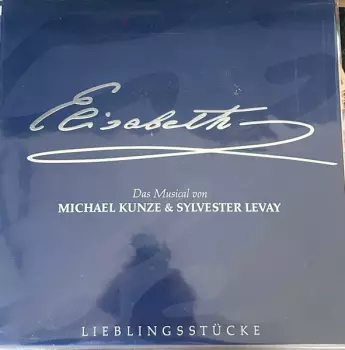 Elisabeth
Das Musical von
MICHAEL KUNZE & SYLVESTER LEVAY
LIEBLINGSSTÜCKE